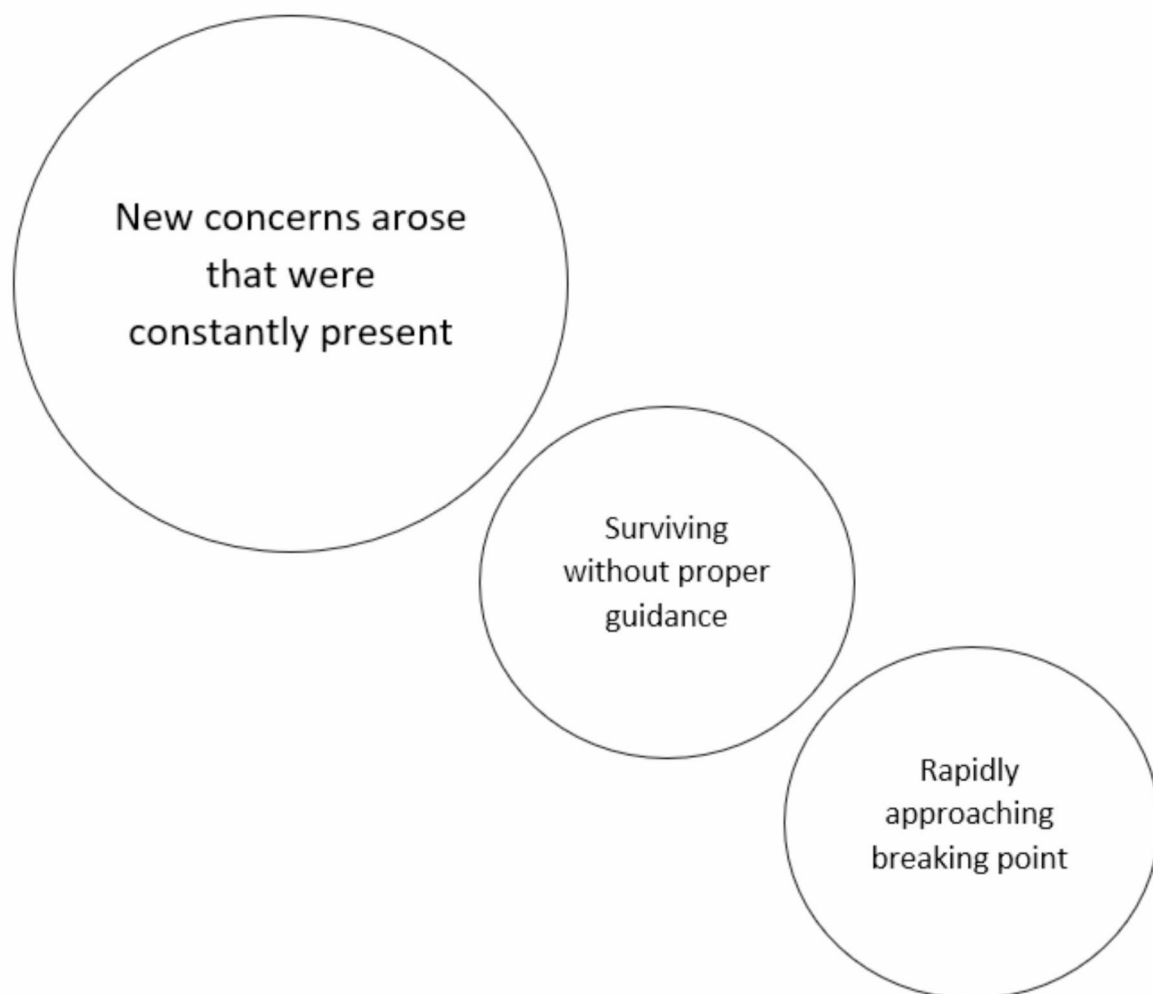 New concerns arose
that were
constantly present
Surviving
without proper
guidance
Rapidly
approaching
breaking point